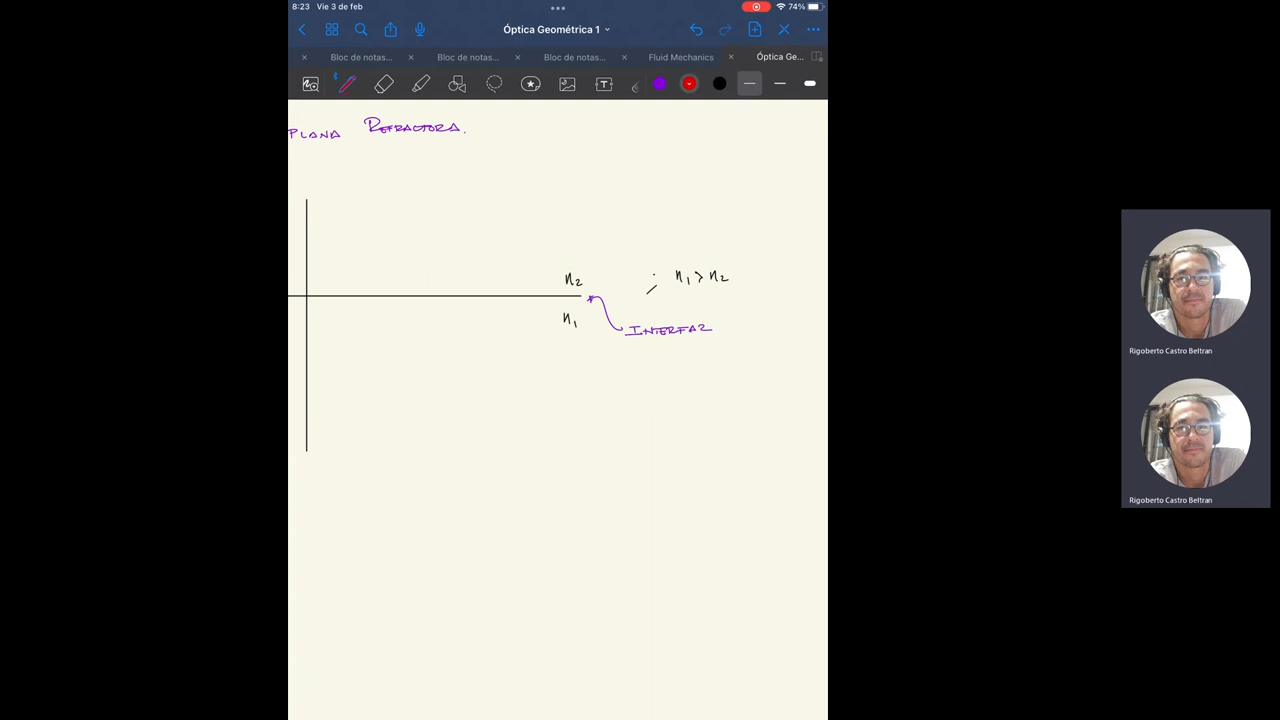 8:23 Vie 3 de feb
74%
Óptica Geométrica 1
Bloc de notas...
Bloc de notas...
Bloc de notas...
Fluid Mechanics
Óptica Ge...
PLANA REFRACTORA.
n2 ; n1 > n2
n1
INTERFAZ
Rigoberto Castro Beltran
Rigoberto Castro Beltran